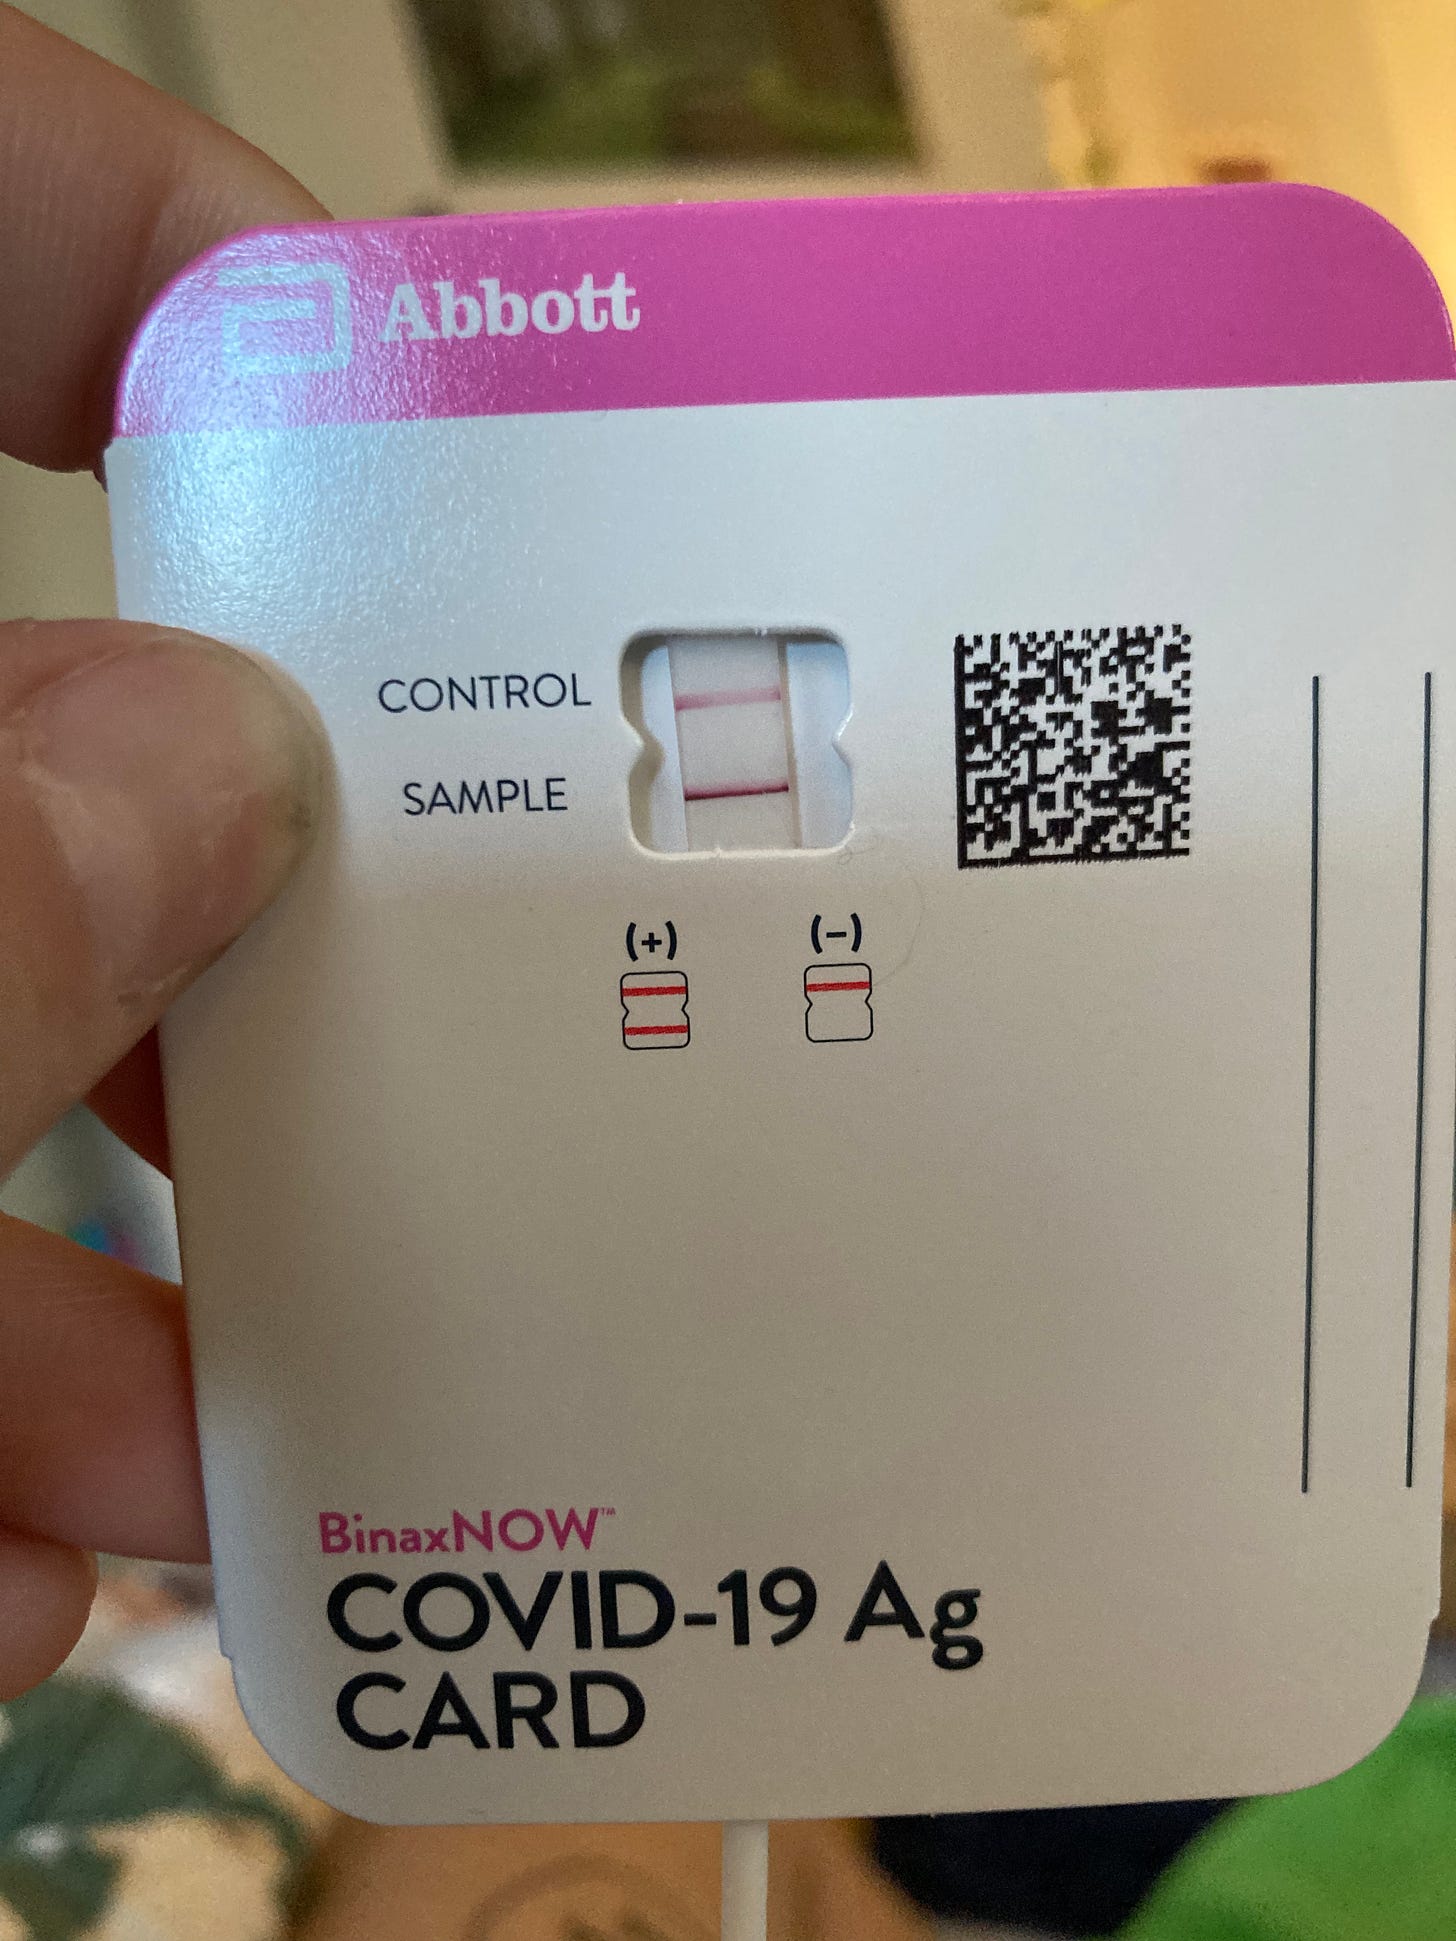 Abbott
CONTROL
SAMPLE
(+) (-)
BinaxNOW™
COVID-19 Ag
CARD